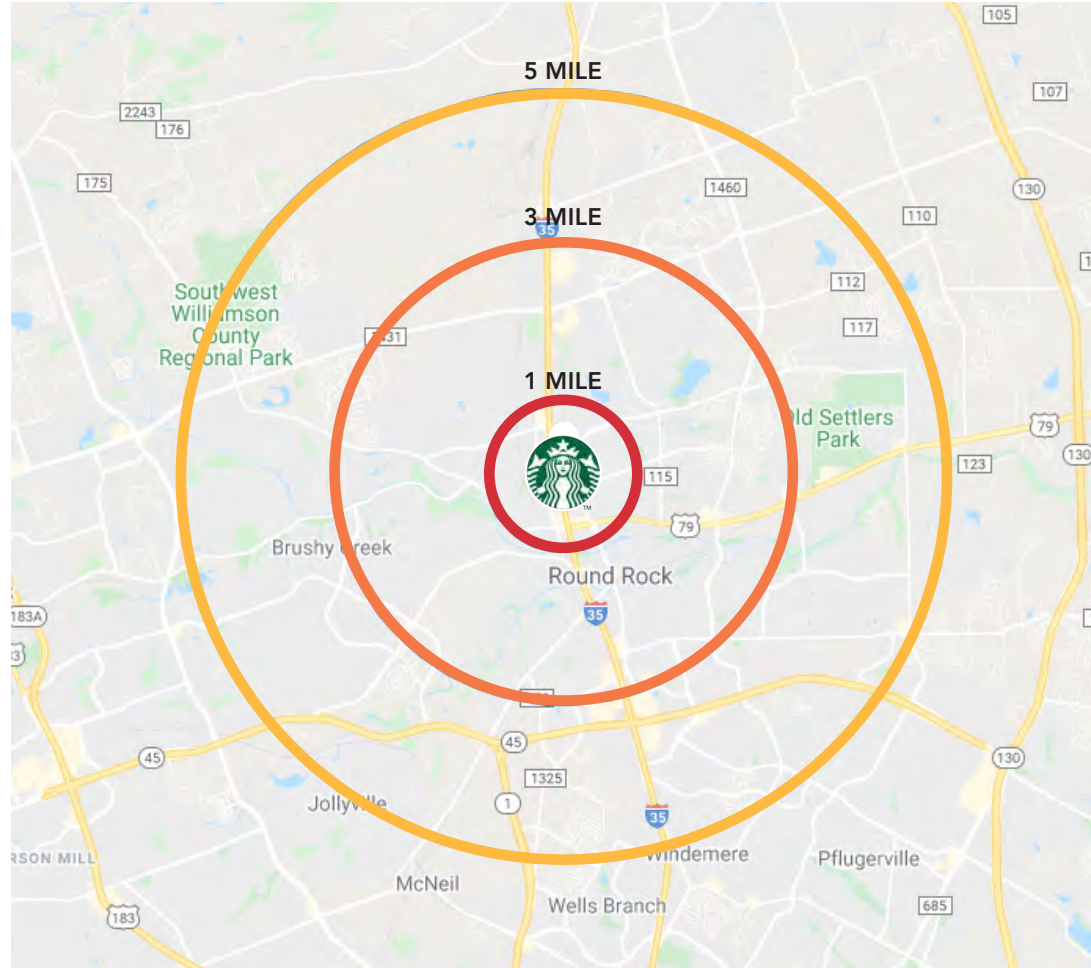 105
5 MILE
107
2243
176
175
1460
130
110
3 MILE
35
112
Southwest
Williamson
County
Regional Park
117
1431
1 MILE
Old Settlers
Park
79
130
123
115
TM
79
Brushy Creek
Round Rock
35
183A
45
45
130
1325
Jollyville
1
35
Windemere
RSON MILL
Pflugerville
McNeil
Wells Branch
685
183